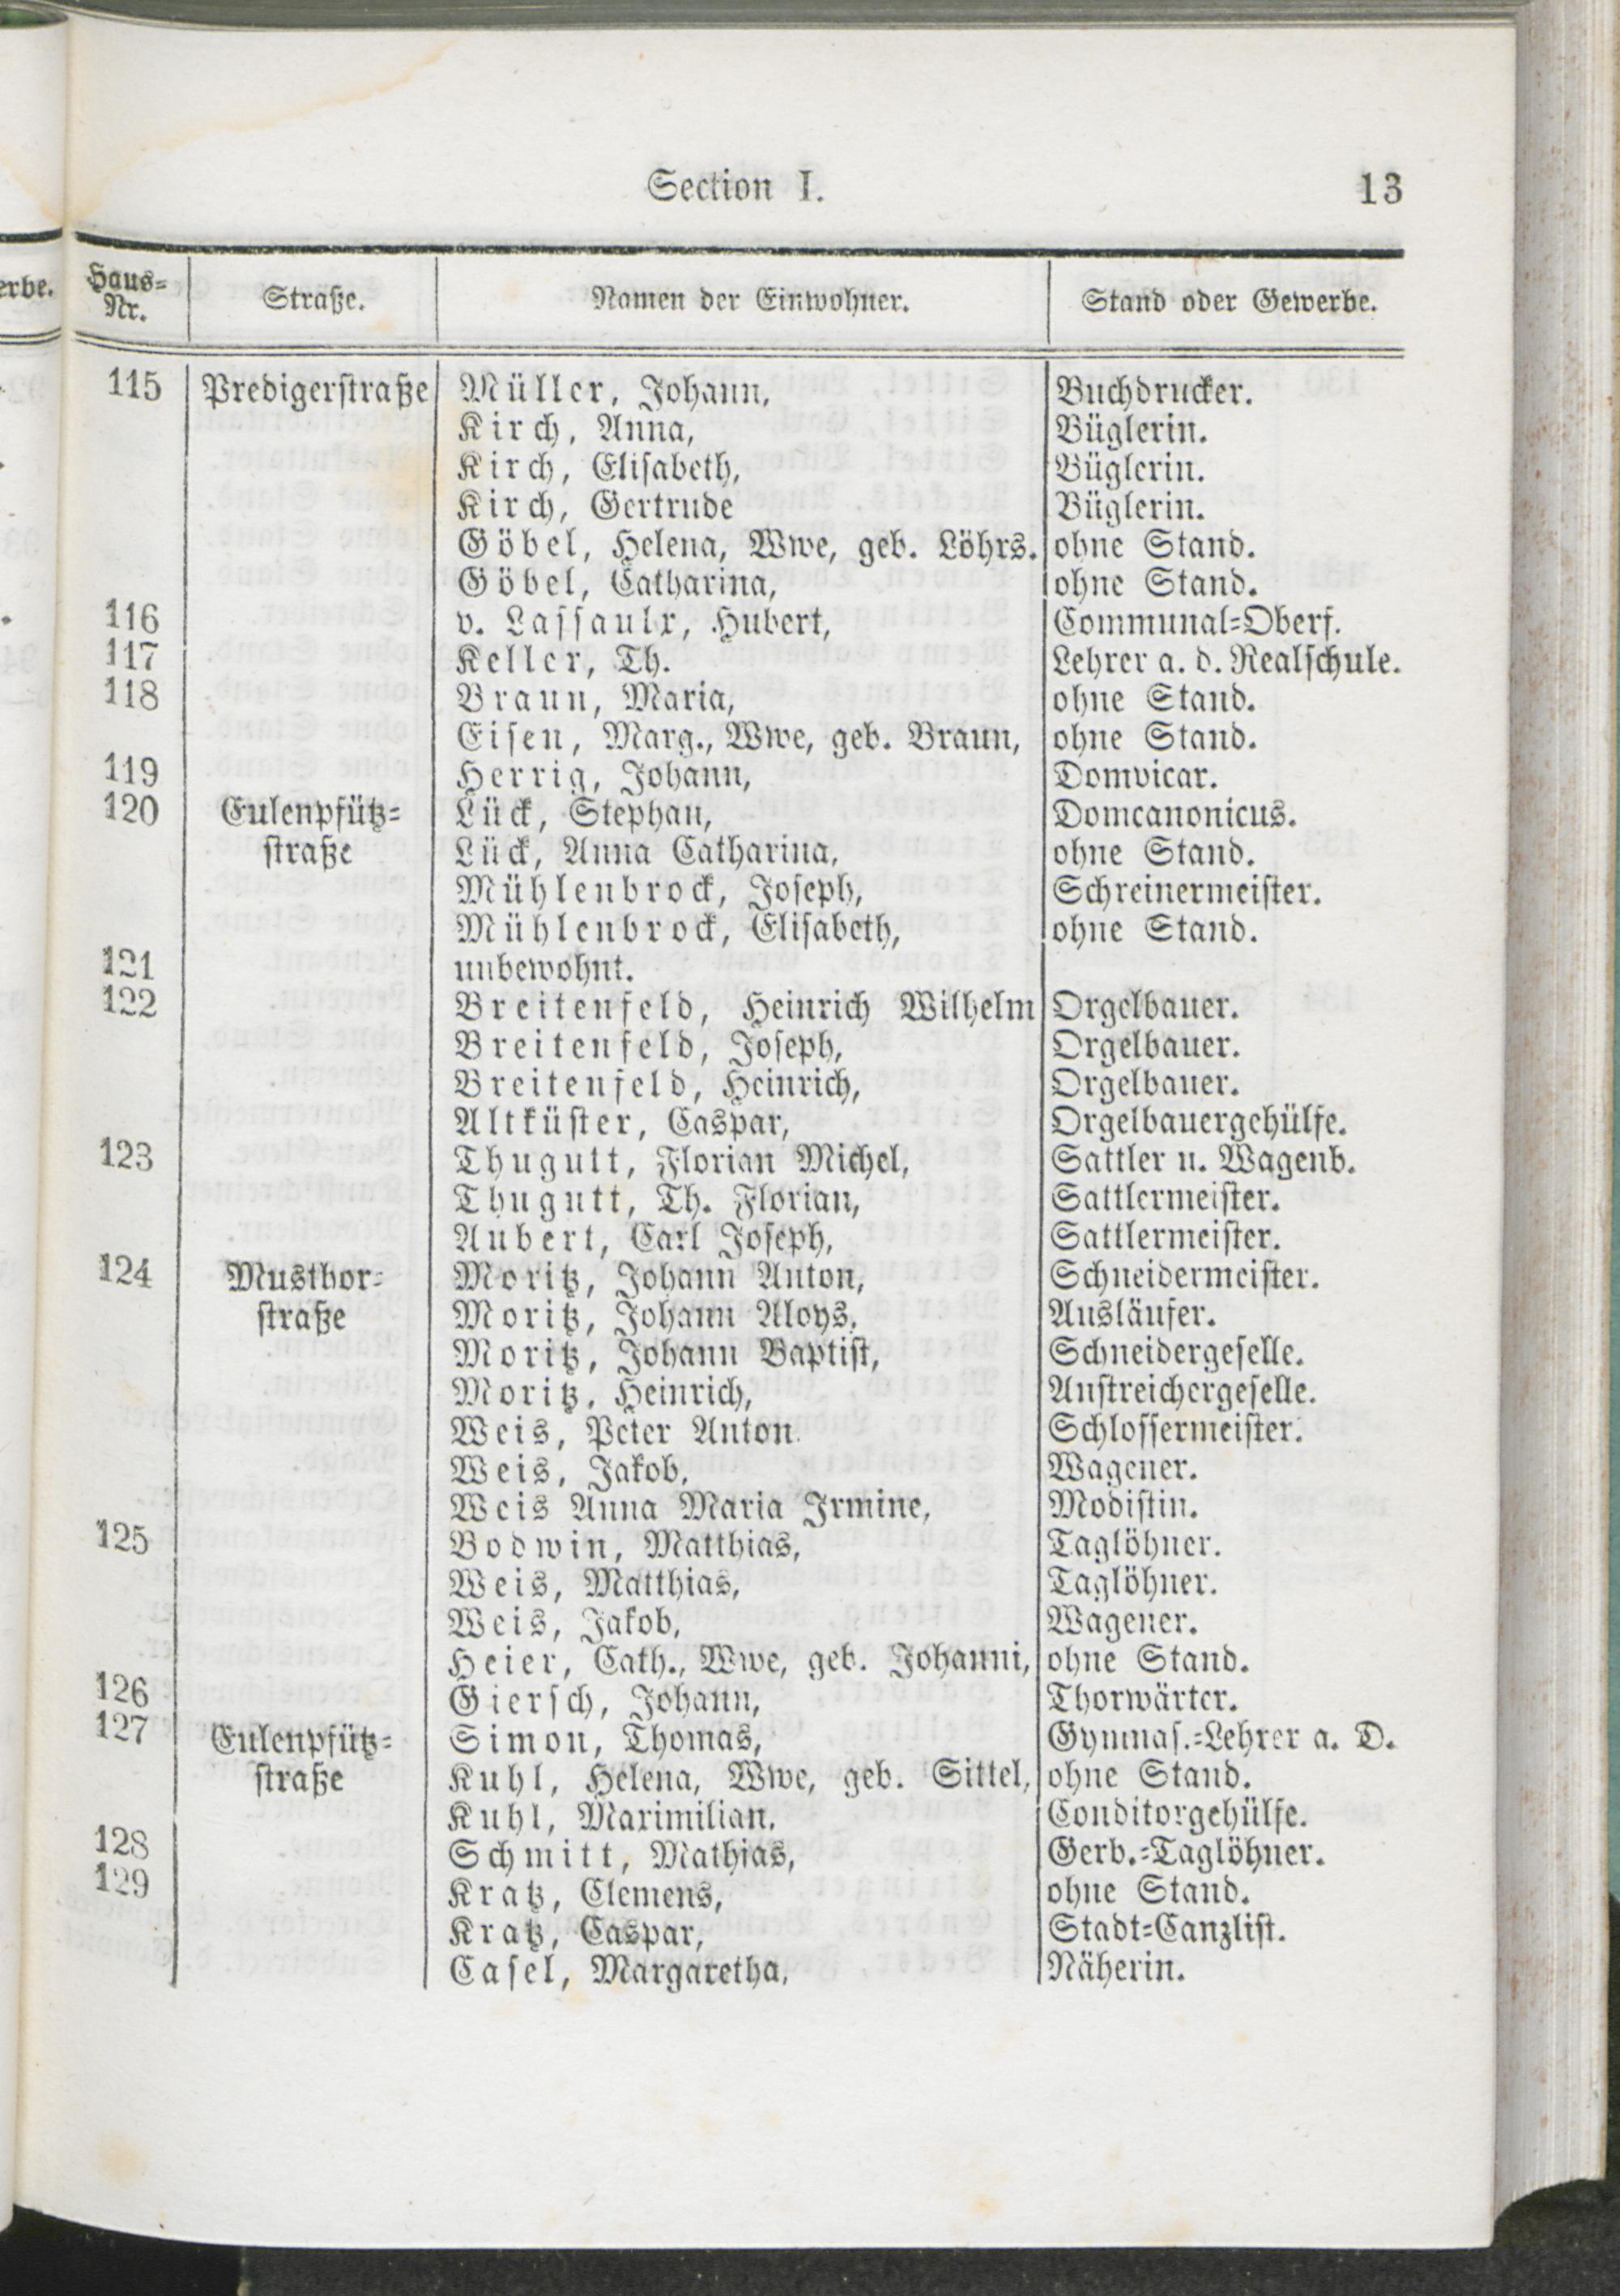 Section I. 13
erbe.
Haus=
Nr. Straße. Namen der Einwohner. Stand oder Gewerbe.
115 Predigerstraße Müller, Johann, Buchdrucker.
Kirch, Anna, Büglerin.
Kirch, Elisabeth, Büglerin.
Kirch, Gertrude Büglerin.
Göbel, Helena, Wwe, geb. Löhrs. ohne Stand.
Göbel, Catharina, ohne Stand.
116 v. Lassaulx, Hubert, Communal=Oberf.
117 Keller, Th. Lehrer a. d. Realschule.
118 Braun, Maria, ohne Stand.
Eisen, Marg., Wwe, geb. Braun, ohne Stand.
119 Herrig, Johann, Domvicar.
120 Eulenpfütz= Lück, Stephan, Domcanonicus.
straße Lück, Anna Catharina, ohne Stand.
Mühlenbrock, Joseph, Schreinermeister.
Mühlenbrock, Elisabeth, ohne Stand.
121 unbewohnt.
122 Breitenfeld, Heinrich Wilhelm Orgelbauer.
Breitenfeld, Joseph, Orgelbauer.
Breitenfeld, Heinrich, Orgelbauer.
Altküster, Caspar, Orgelbauergehülfe.
123 Thugutt, Florian Michel, Sattler u. Wagenb.
Thugutt, Th. Florian, Sattlermeister.
Aubert, Carl Joseph, Sattlermeister.
124 Musthor= Moritz, Johann Anton, Schneidermeister.
straße Moritz, Johann Aloys, Ausläufer.
Moritz, Johann Baptist, Schneidergeselle.
Moritz, Heinrich, Anstreichergeselle.
Weis, Peter Anton. Schlossermeister.
Weis, Jakob, Wagener.
Weis Anna Maria Irmine, Modistin.
125 Bodwin, Matthias, Taglöhner.
Weis, Matthias, Taglöhner.
Weis, Jakob, Wagener.
Heier, Cath., Wwe, geb. Johanni, ohne Stand.
126 Giersch, Johann, Thorwärter.
127 Eulenpfütz= Simon, Thomas, Gymnas.=Lehrer a. D.
straße Kuhl, Helena, Wwe, geb. Sittel, ohne Stand.
Kuhl, Maximilian, Conditorgehülfe.
128 Schmitt, Mathias, Gerb.=Taglöhner.
129 Kratz, Clemens, ohne Stand.
Kratz, Caspar, Stadt=Canzlist.
Casel, Margaretha, Näherin.